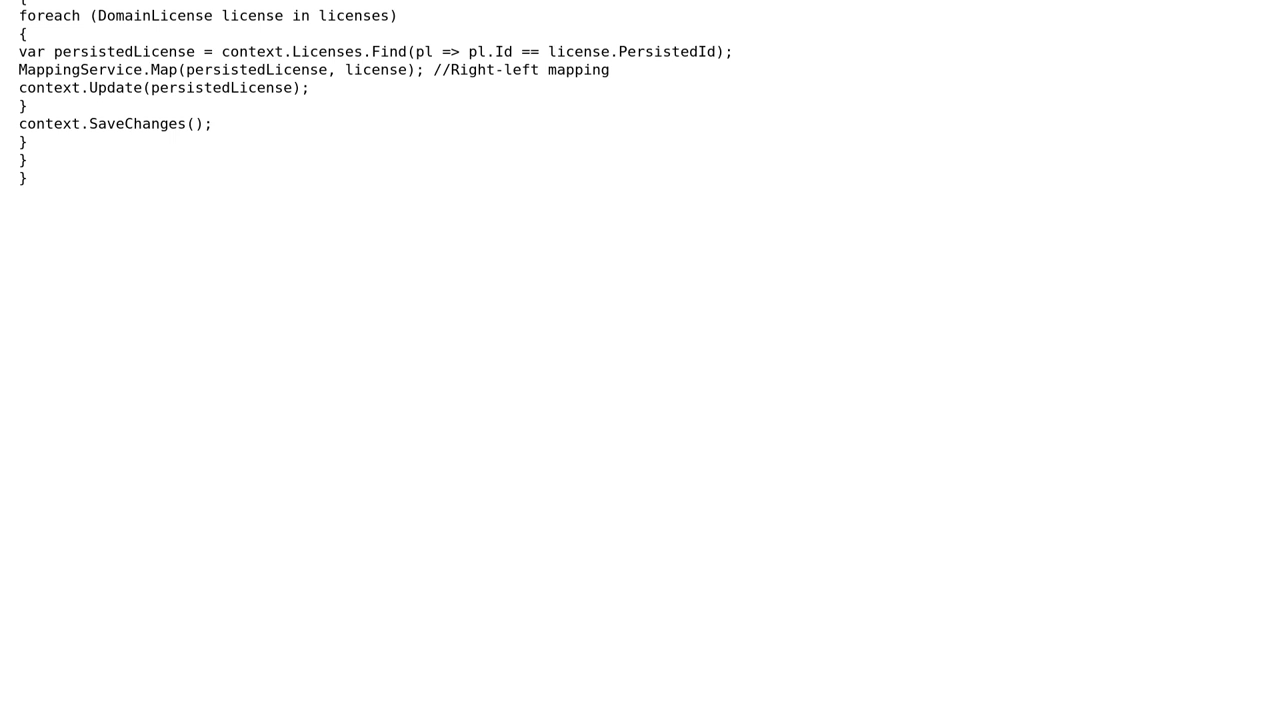 {
foreach (DomainLicense license in licenses)
{
var persistedLicense = context.Licenses.Find(pl => pl.Id == license.PersistedId);
MappingService.Map(persistedLicense, license); //Right-left mapping
context.Update(persistedLicense);
}
context.SaveChanges();
}
}
}